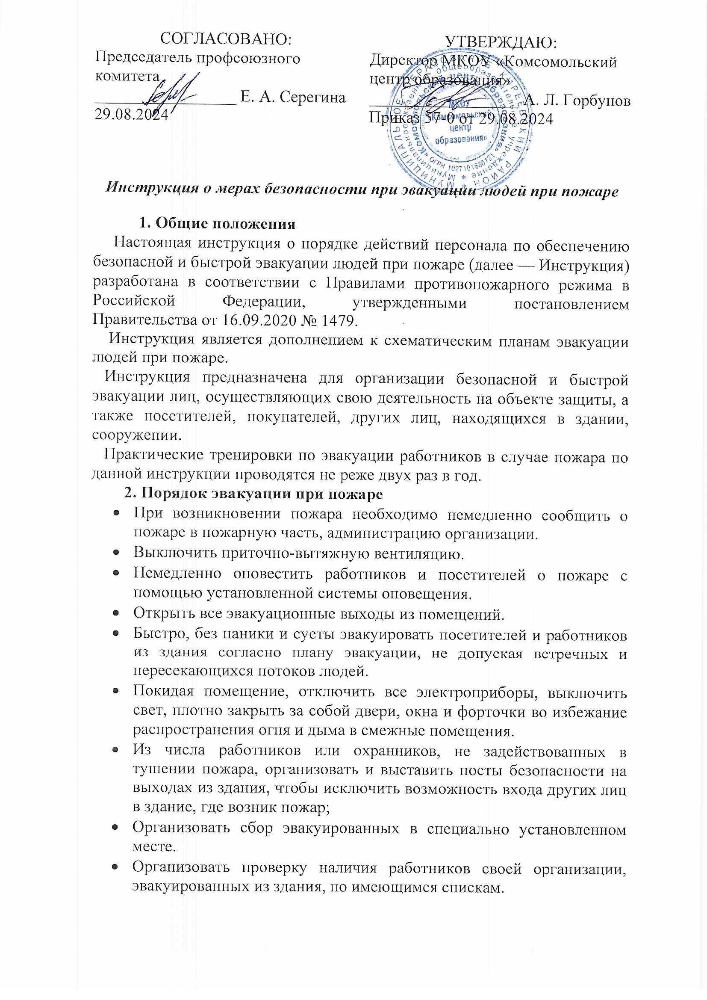 СОГЛАСОВАНО:
Председатель профсоюзного
комитета
Е. А. Серегина
29.08.2024
УТВЕРЖДАЮ:
Директор МКОУ «Комсомольский
центр образования»
А. Л. Горбунов
Приказ 57-0 от 29.08.2024
МУНИЦИПАЛЬНОЕ ОБРАЗОВАНИЕ КИРЕЕВСКИЙ РАЙОН
Муниципальное казенное общеобразовательное учреждение
«Комсомольский центр образования»
ОГРН 1027101680121
МКОУ
«Комсомольский
центр
образования»
Инструкция о мерах безопасности при эвакуации людей при пожаре
1. Общие положения
Настоящая инструкция о порядке действий персонала по обеспечению
безопасной и быстрой эвакуации людей при пожаре (далее — Инструкция)
разработана в соответствии с Правилами противопожарного режима в
Российской Федерации, утвержденными постановлением
Правительства от 16.09.2020 № 1479.
Инструкция является дополнением к схематическим планам эвакуации
людей при пожаре.
Инструкция предназначена для организации безопасной и быстрой
эвакуации лиц, осуществляющих свою деятельность на объекте защиты, а
также посетителей, покупателей, других лиц, находящихся в здании,
сооружении.
Практические тренировки по эвакуации работников в случае пожара по
данной инструкции проводятся не реже двух раз в год.
2. Порядок эвакуации при пожаре
• При возникновении пожара необходимо немедленно сообщить о
пожаре в пожарную часть, администрацию организации.
• Выключить приточно-вытяжную вентиляцию.
• Немедленно оповестить работников и посетителей о пожаре с
помощью установленной системы оповещения.
• Открыть все эвакуационные выходы из помещений.
• Быстро, без паники и суеты эвакуировать посетителей и работников
из здания согласно плану эвакуации, не допуская встречных и
пересекающихся потоков людей.
• Покидая помещение, отключить все электроприборы, выключить
свет, плотно закрыть за собой двери, окна и форточки во избежание
распространения огня и дыма в смежные помещения.
• Из числа работников или охранников, не задействованных в
тушении пожара, организовать и выставить посты безопасности на
выходах из здания, чтобы исключить возможность входа других лиц
в здание, где возник пожар;
• Организовать сбор эвакуированных в специально установленном
месте.
• Организовать проверку наличия работников своей организации,
эвакуированных из здания, по имеющимся спискам.